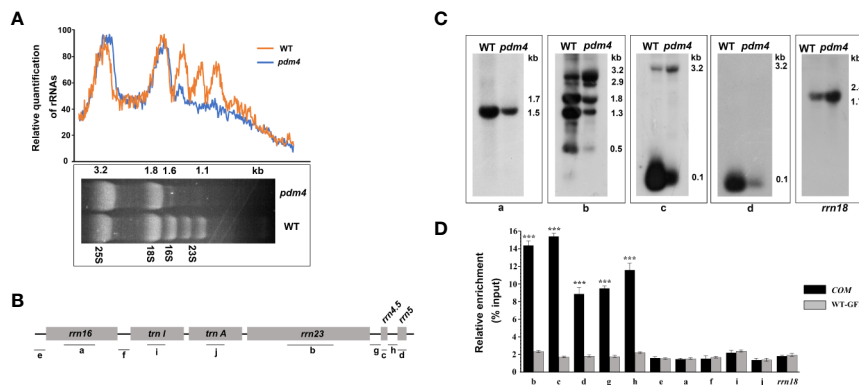 A
Relative quantification of rRNAs
100
80
60
40
20
0
WT
pdm4
3.2 1.8 1.6 1.1 kb
pdm4
WT
25S 18S 16S 23S
B
rrn16 trn I trn A rrn23 rrn4.5 rrn5
e a f i j b g c h d
C
WT pdm4
kb
1.7
1.5
a
WT pdm4
kb
3.2
2.9
1.8
1.3
0.5
b
WT pdm4
kb
3.2
0.1
c
WT pdm4
kb
3.2
0.1
d
WT pdm4
kb
rrn18
D
Relative enrichment (% input)
16
14
12
10
8
6
4
2
0
*** *** *** *** ***
COM
WT-GF
b c d g h e a f i j rrn18